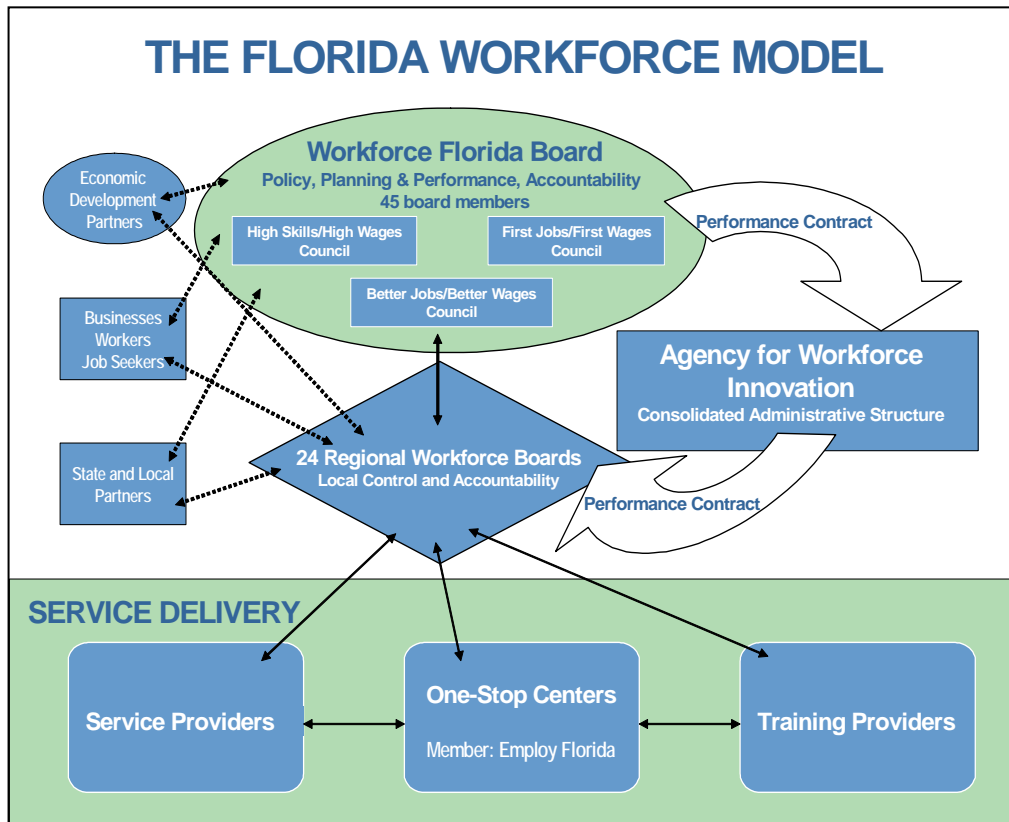 THE FLORIDA WORKFORCE MODEL
Workforce Florida Board
Policy, Planning & Performance, Accountability
45 board members
High Skills/High Wages
Council
First Jobs/First Wages
Council
Better Jobs/Better Wages
Council
Economic
Development
Partners
Businesses
Workers
Job Seekers
State and Local
Partners
Performance Contract
Agency for Workforce
Innovation
Consolidated Administrative Structure
24 Regional Workforce Boards
Local Control and Accountability
Performance Contract
SERVICE DELIVERY
Service Providers
One-Stop Centers
Member: Employ Florida
Training Providers